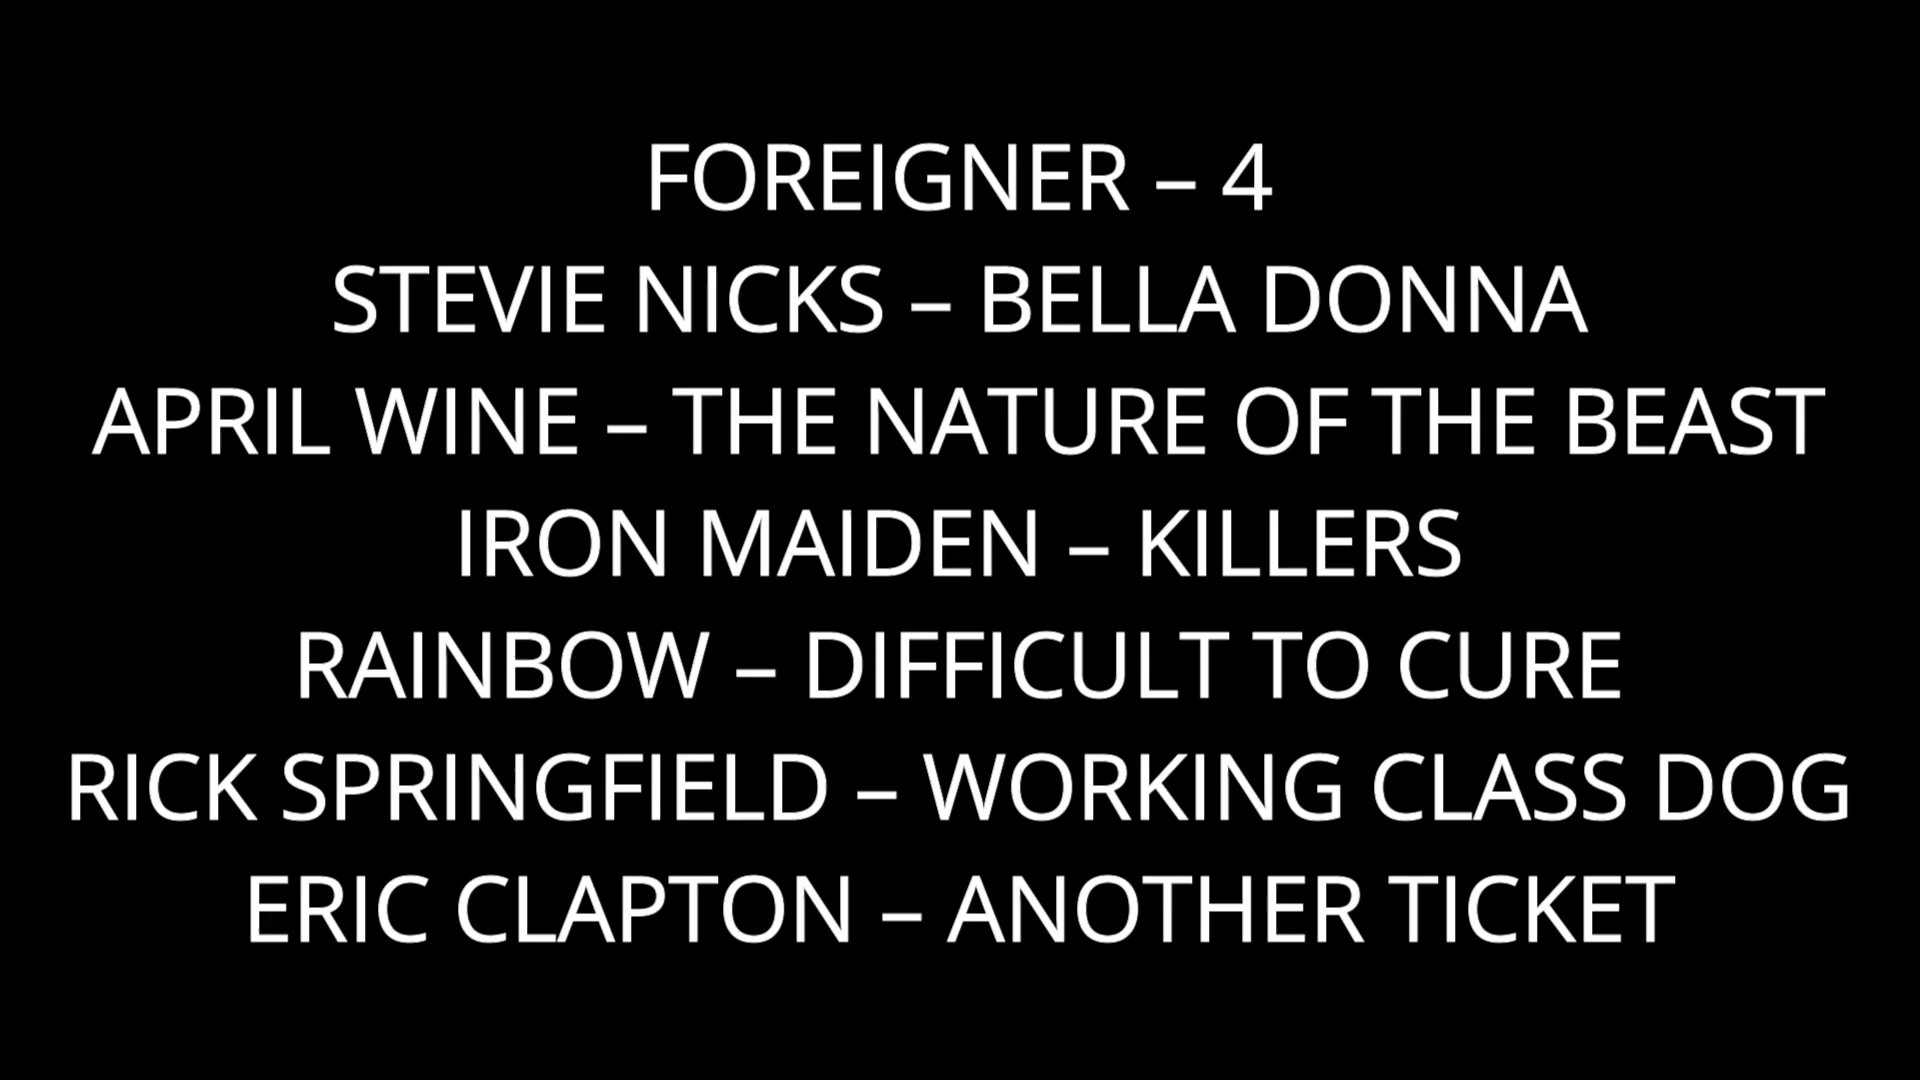 FOREIGNER – 4
STEVIE NICKS – BELLA DONNA
APRIL WINE – THE NATURE OF THE BEAST
IRON MAIDEN – KILLERS
RAINBOW – DIFFICULT TO CURE
RICK SPRINGFIELD – WORKING CLASS DOG
ERIC CLAPTON – ANOTHER TICKET